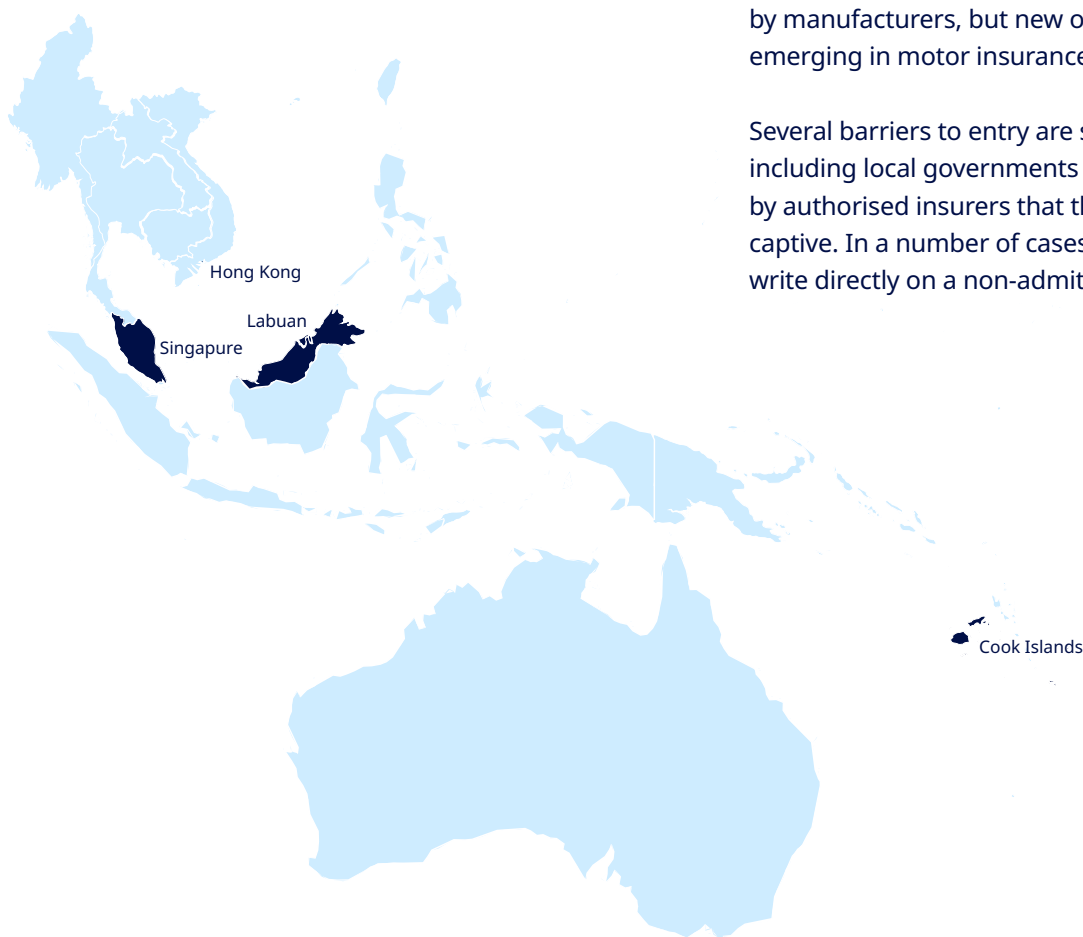 by manufacturers, but new o
emerging in motor insurance
Several barriers to entry are s
including local governments
by authorised insurers that th
captive. In a number of cases
write directly on a non-admit
Hong Kong
Labuan
Singapure
Cook Islands